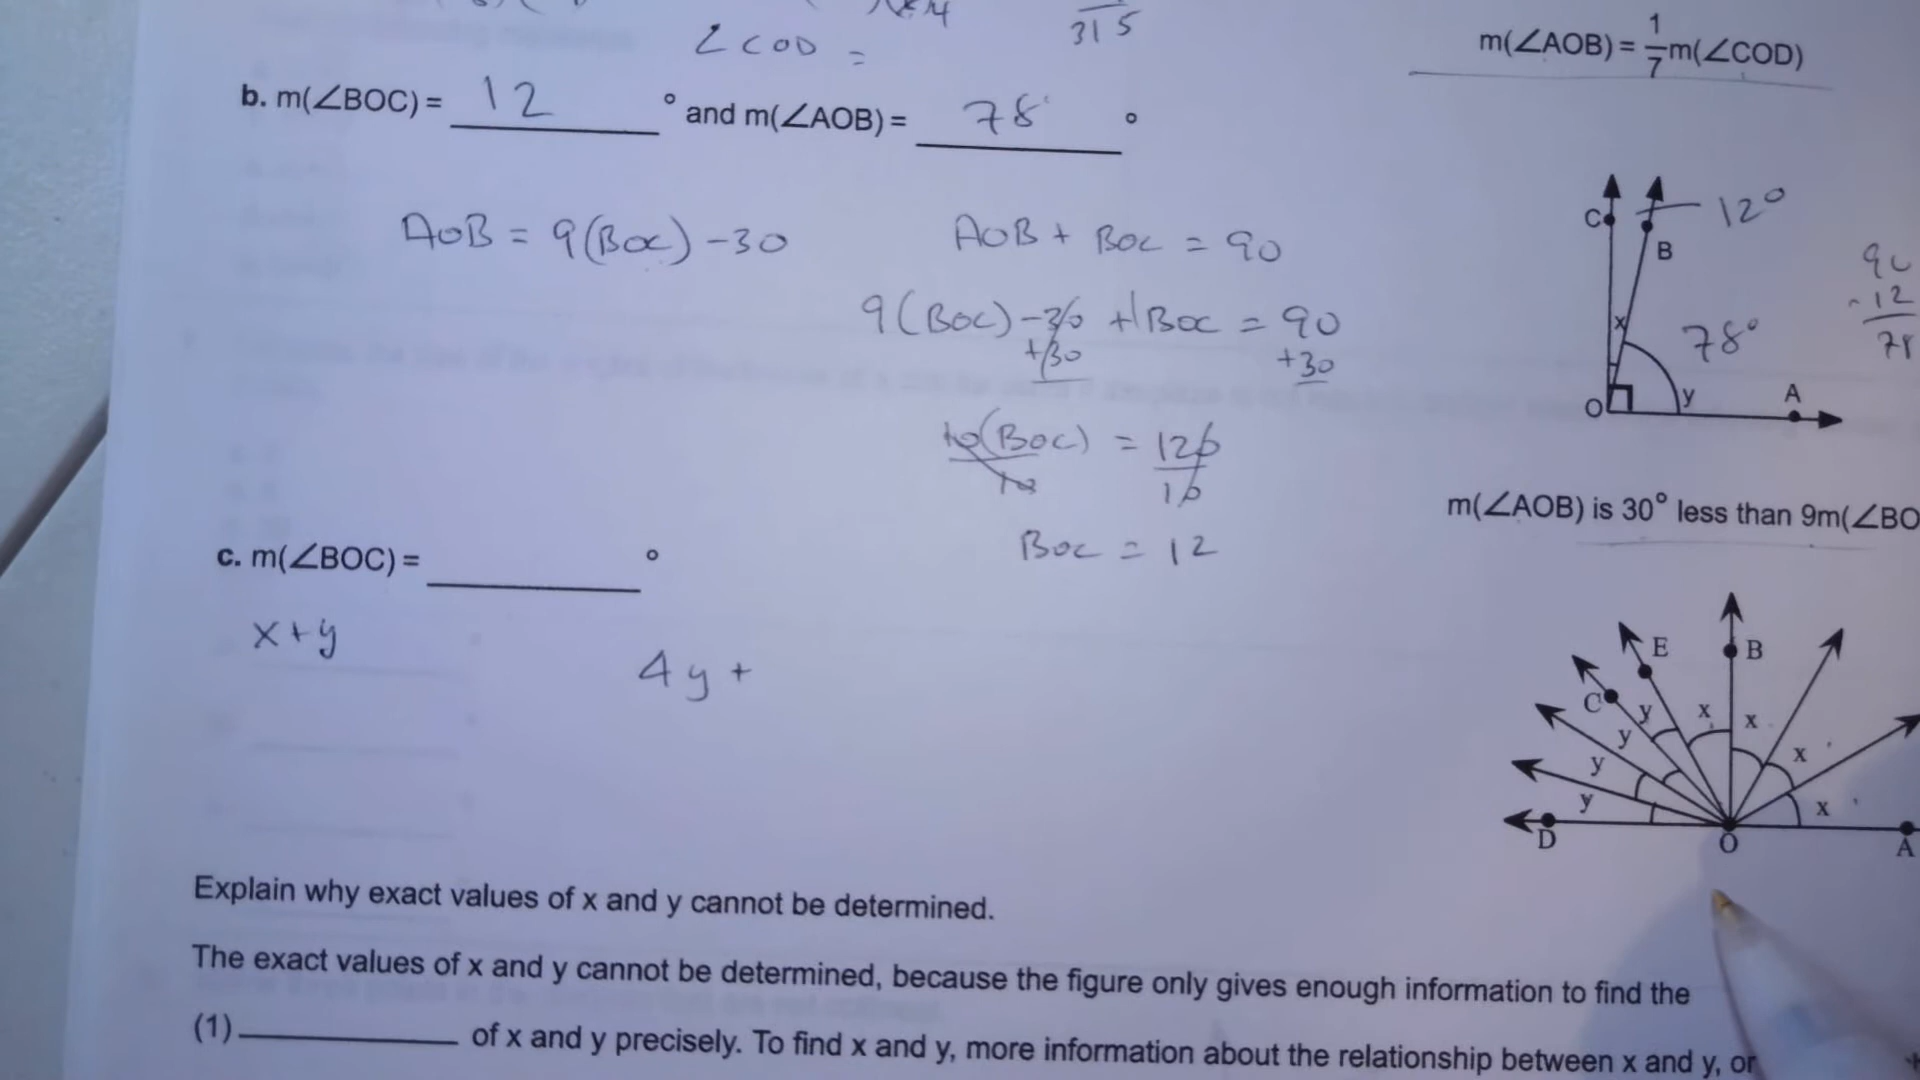 ∠COD =
315
m(∠AOB) = 1/7 m(∠COD)
b. m(∠BOC) = 12 ° and m(∠AOB) = 78 °
AOB = 9(BOC) - 30
AOB + BOC = 90
9(BOC) - 30 + 1BOC = 90
+30 +30
10(BOC) = 120
10 10
BOC = 12
C
B
12°
x
78°
O
y
A
90
- 12
78
m(∠AOB) is 30° less than 9m(∠BO
c. m(∠BOC) = °
x + y
4y +
E
B
C
y
x
x
y
x
y
y
x
D
O
A
Explain why exact values of x and y cannot be determined.
The exact values of x and y cannot be determined, because the figure only gives enough information to find the
(1) of x and y precisely. To find x and y, more information about the relationship between x and y, or